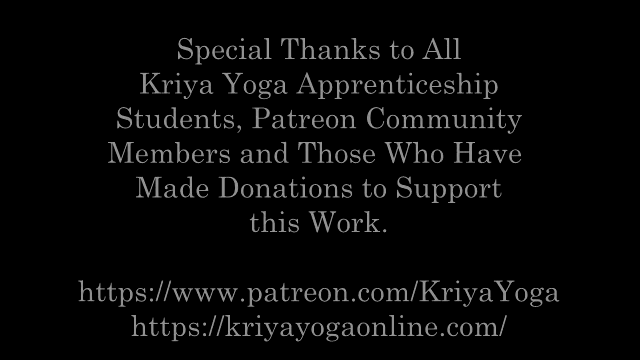 Special Thanks to All
Kriya Yoga Apprenticeship
Students, Patreon Community
Members and Those Who Have
Made Donations to Support
this Work.
https://www.patreon.com/KriyaYoga
https://kriyayogaonline.com/